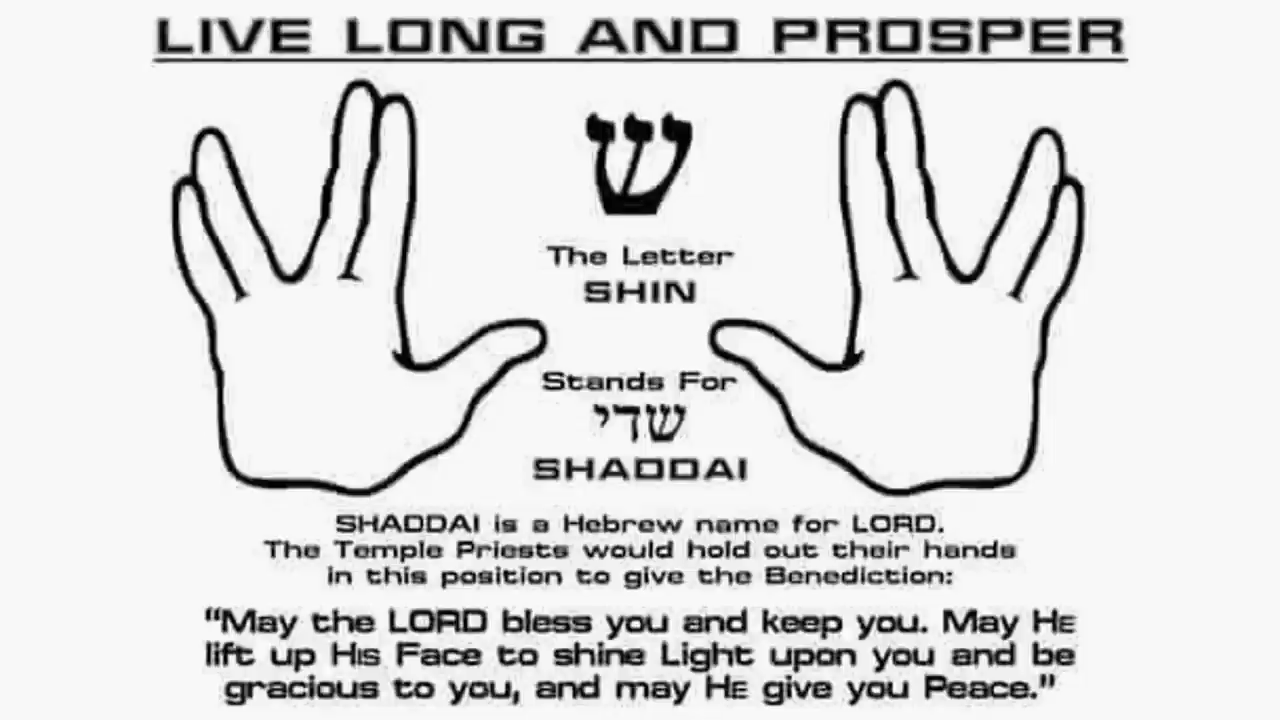 LIVE LONG AND PROSPER
ש
The Letter
SHIN
Stands For
שדי
SHADDAI
SHADDAI is a Hebrew name for LORD.
The Temple Priests would hold out their hands
in this position to give the Benediction:
“May the LORD bless you and keep you. May HE
lift up HIS Face to shine Light upon you and be
gracious to you, and may HE give you Peace.”